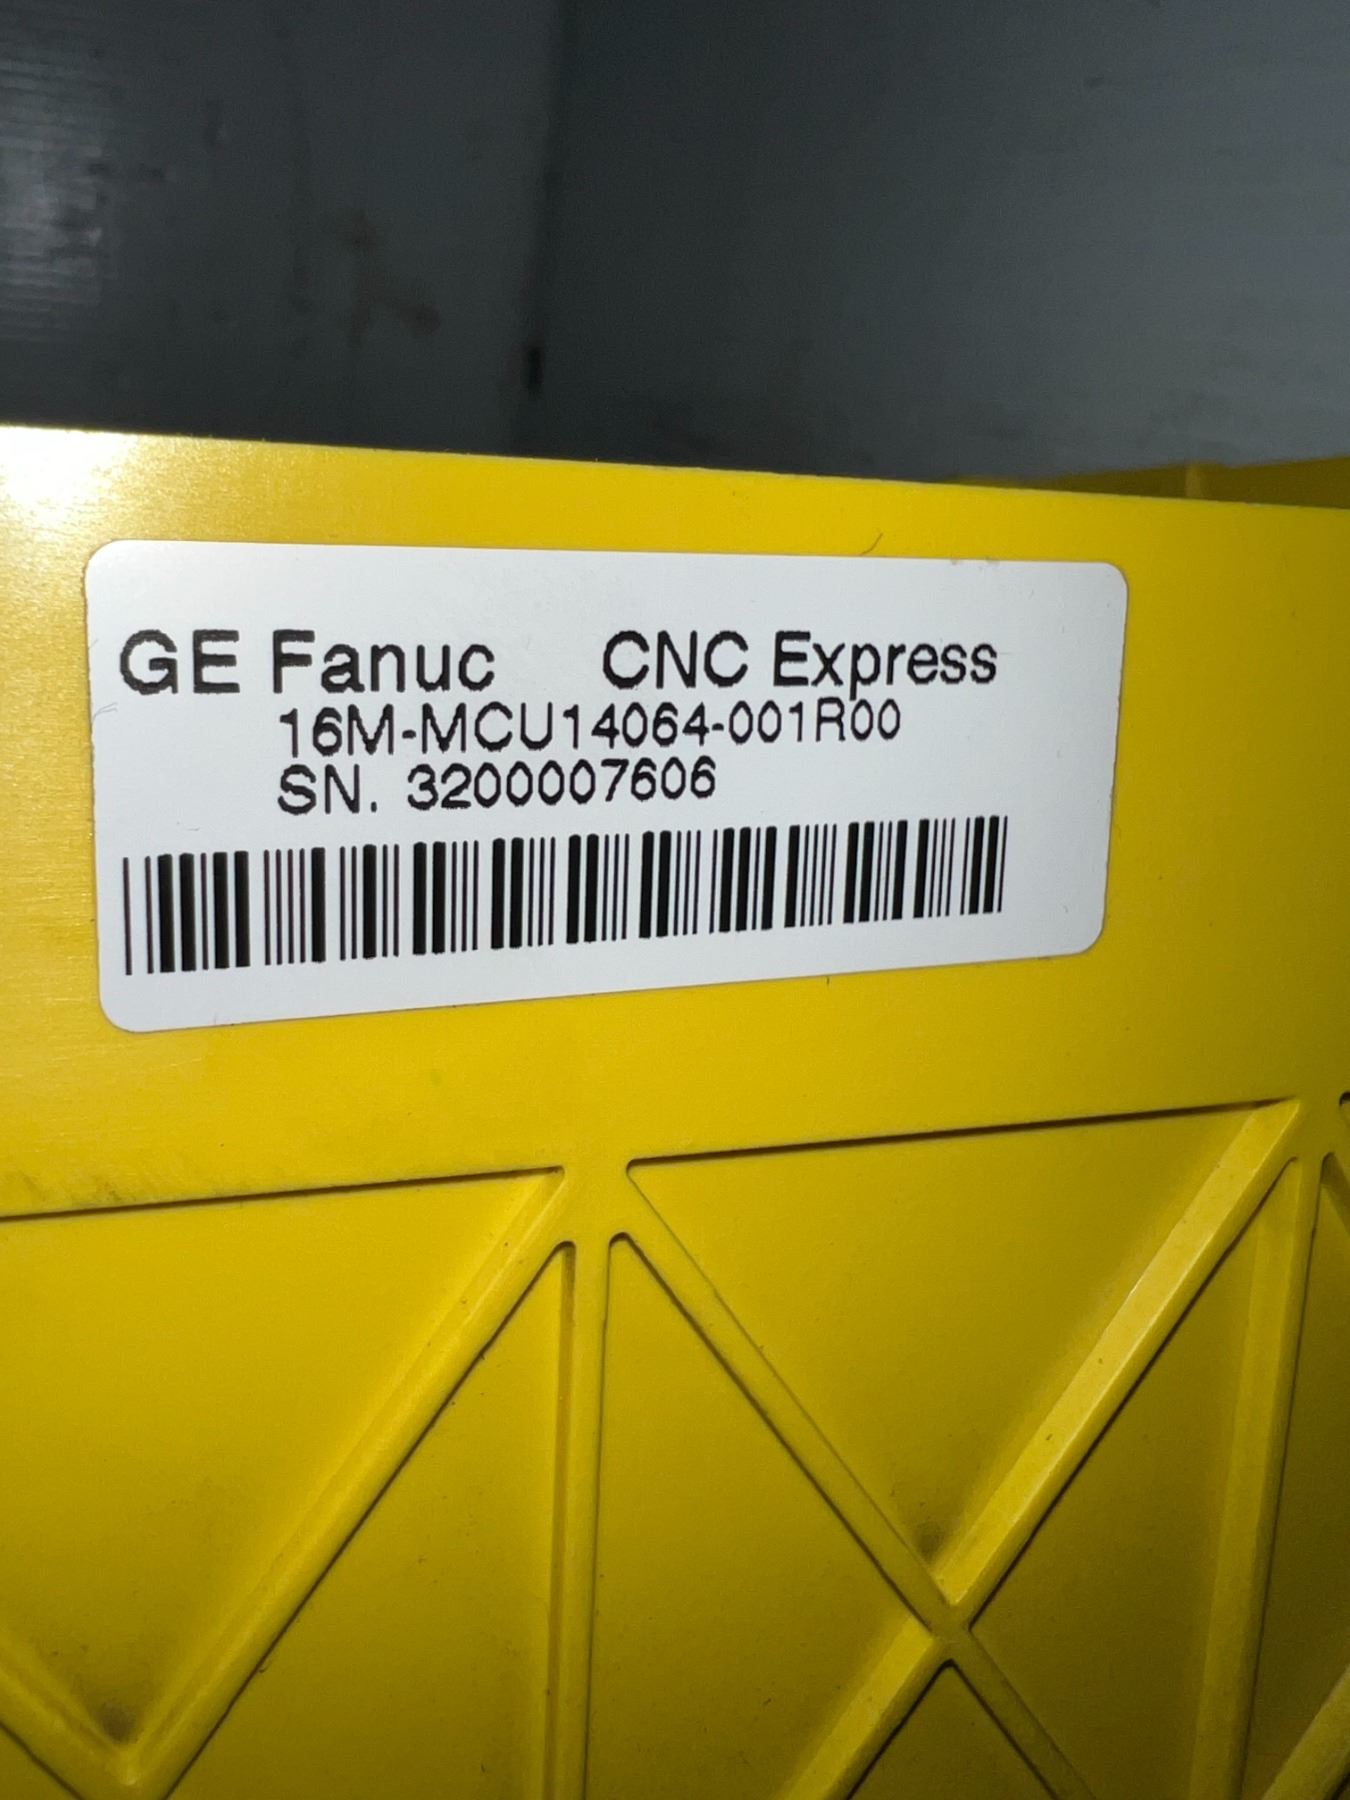 GE Fanuc CNC Express
16M-MCU14064-001R00
SN. 3200007606